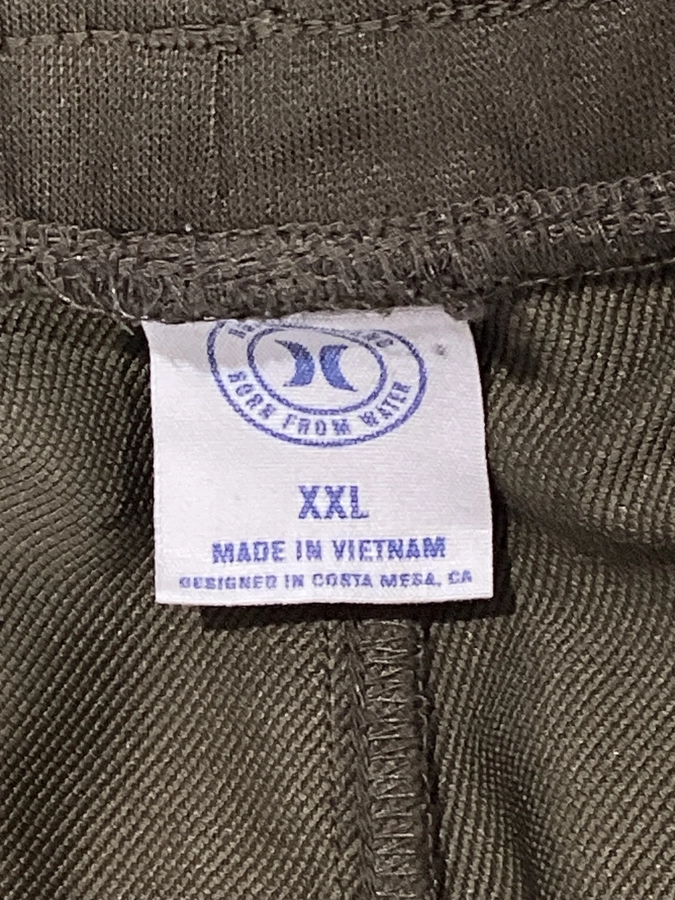 BORN FROM WATER
XXL
MADE IN VIETNAM
DESIGNED IN COSTA MESA, CA